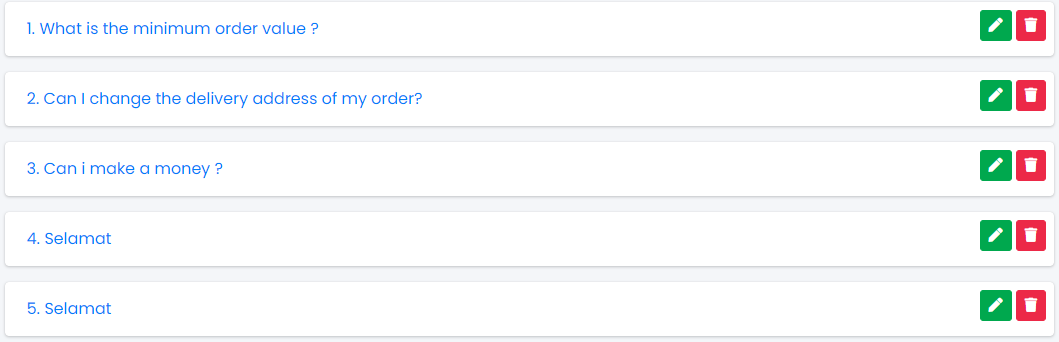 1. What is the minimum order value ?
2. Can I change the delivery address of my order?
3. Can i make a money ?
4. Selamat
5. Selamat